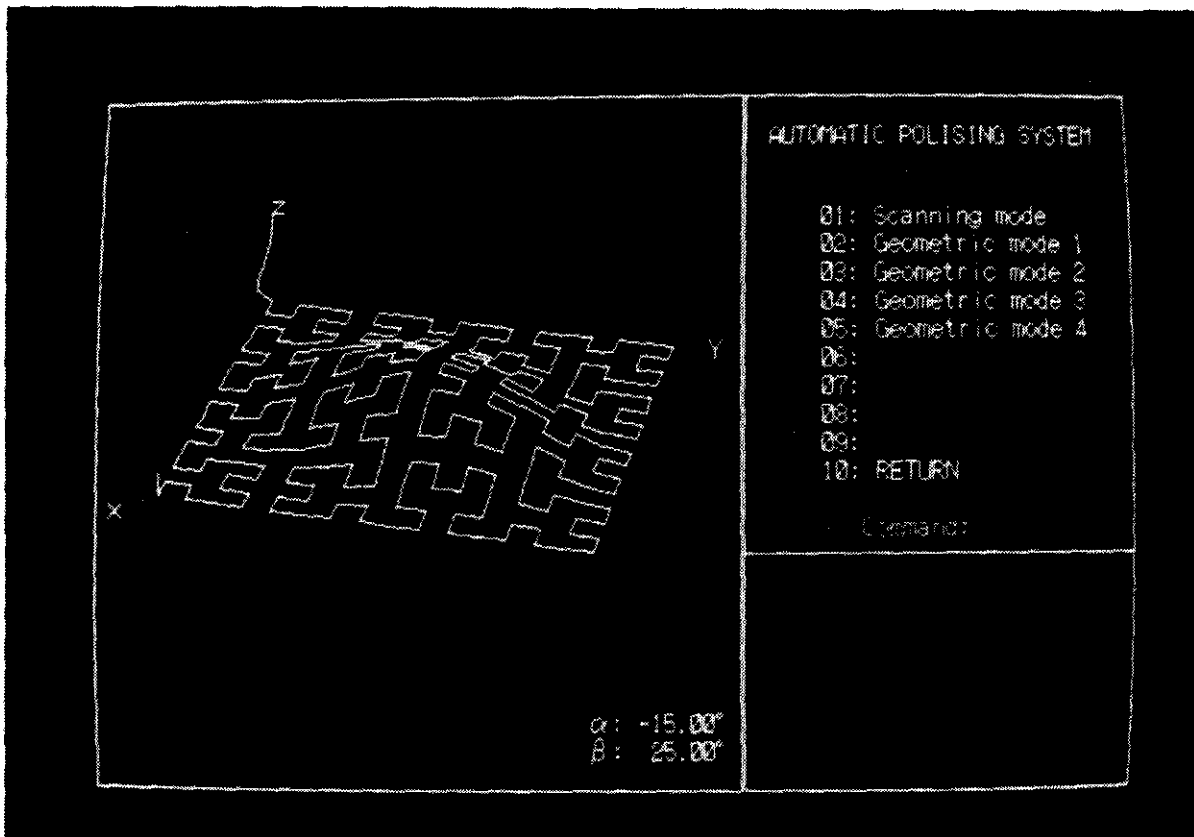 Z
Y
X
α: -15.00°
β: 25.00°
AUTOMATIC POLISING SYSTEM
01: Scanning mode
02: Geometric mode 1
03: Geometric mode 2
04: Geometric mode 3
05: Geometric mode 4
06:
07:
08:
09:
10: RETURN
Command: